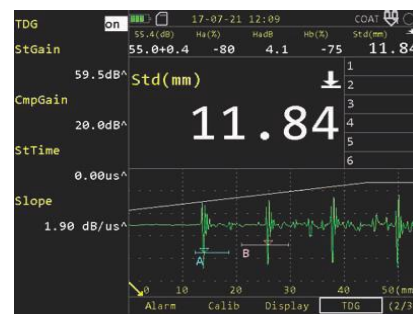 TDG on
17-07-21 12:09 COAT
55.4(dB) Ha(%) HadB Hb(%) Std(mm)
StGain
55.0+0.4 -80 4.1 -75 11.84
59.5dB^
Std(mm)
11.84
1
2
3
4
5
6
CmpGain
20.0dB^
StTime
0.00us^
Slope
1.90 dB/us^
A
B
0 10 20 30 40 50(mm
Alarm Calib Display TDG (2/3